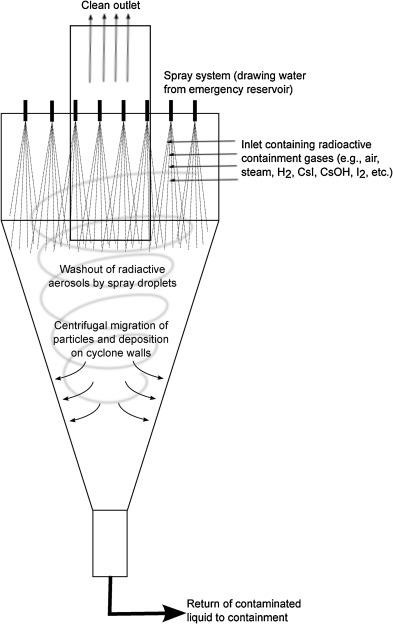 Clean outlet
Spray system (drawing water
from emergency reservoir)
Inlet containing radioactive
containment gases (e.g., air,
steam, H2, CsI, CsOH, I2, etc.)
Washout of radiactive
aerosols by spray droplets
Centrifugal migration of
particles and deposition
on cyclone walls
Return of contaminated
liquid to containment